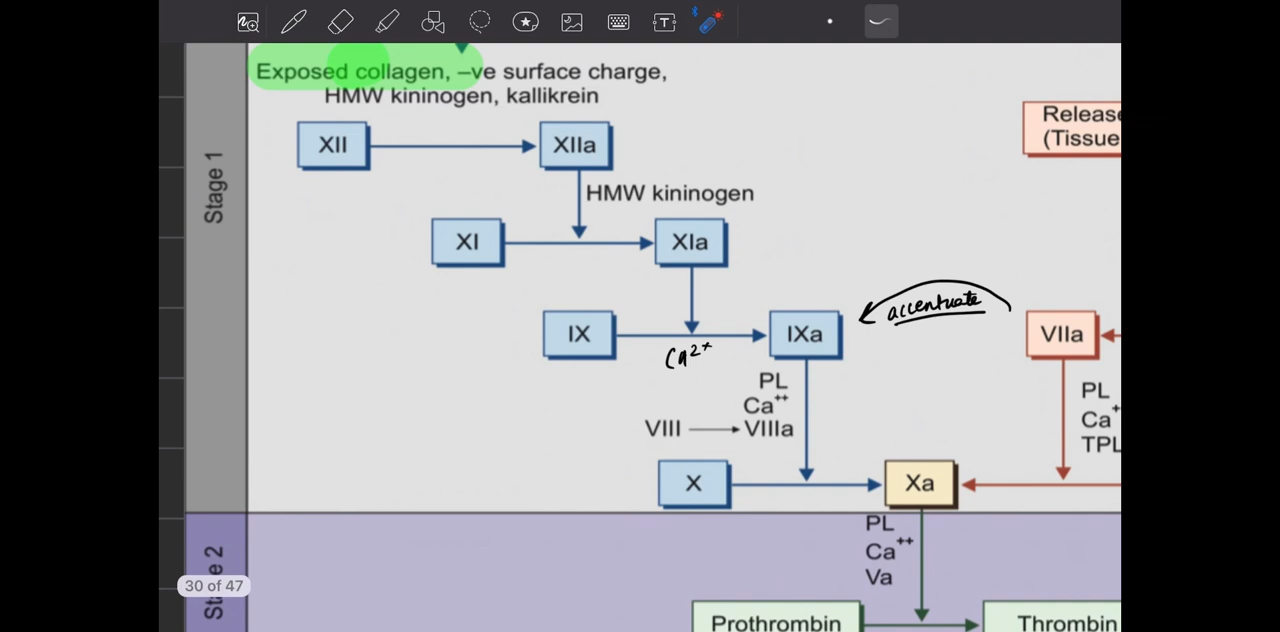 T
Exposed collagen, –ve surface charge,
HMW kininogen, kallikrein
Release
(Tissue
XII
XIIa
Stage 1
HMW kininogen
XI
XIa
accentuate
IX
IXa
VIIa
Ca²⁺
PL
Ca⁺⁺
VIII
VIIIa
PL
Ca⁺
TPL
X
Xa
PL
Ca⁺⁺
Va
30 of 47
Prothrombin
Thrombin